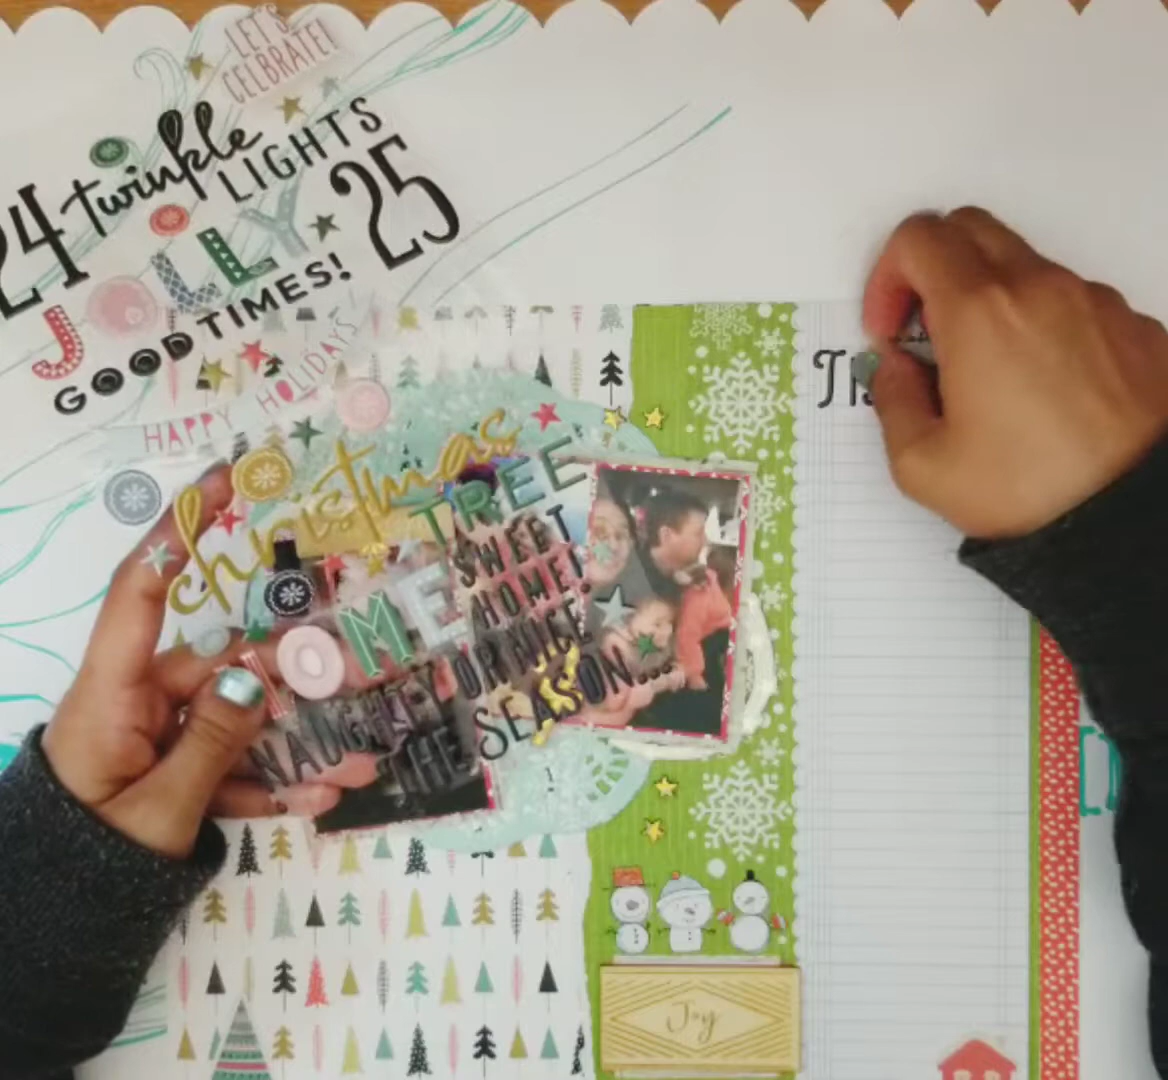 LET'S
CELBRATE!
24 twinkle
LIGHTS 25
JOLLY
GOOD TIMES!
HAPPY HOLIDAYS!
christmas
TREE
SWEET
HOME!
HOME
NAUGHTY OR NICE
THE SEASON....
Joy